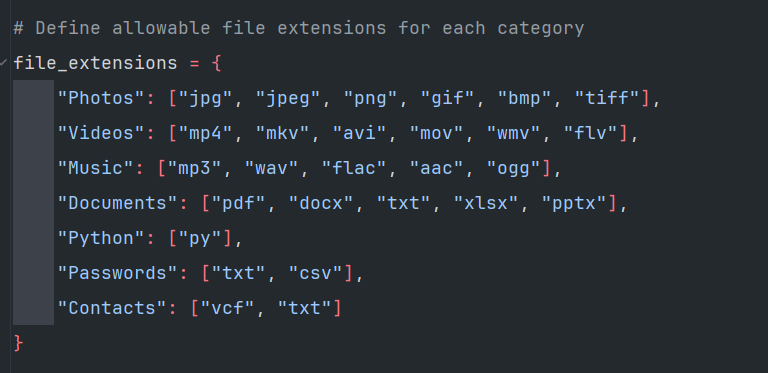 # Define allowable file extensions for each category
file_extensions = {
    "Photos": ["jpg", "jpeg", "png", "gif", "bmp", "tiff"],
    "Videos": ["mp4", "mkv", "avi", "mov", "wmv", "flv"],
    "Music": ["mp3", "wav", "flac", "aac", "ogg"],
    "Documents": ["pdf", "docx", "txt", "xlsx", "pptx"],
    "Python": ["py"],
    "Passwords": ["txt", "csv"],
    "Contacts": ["vcf", "txt"]
}